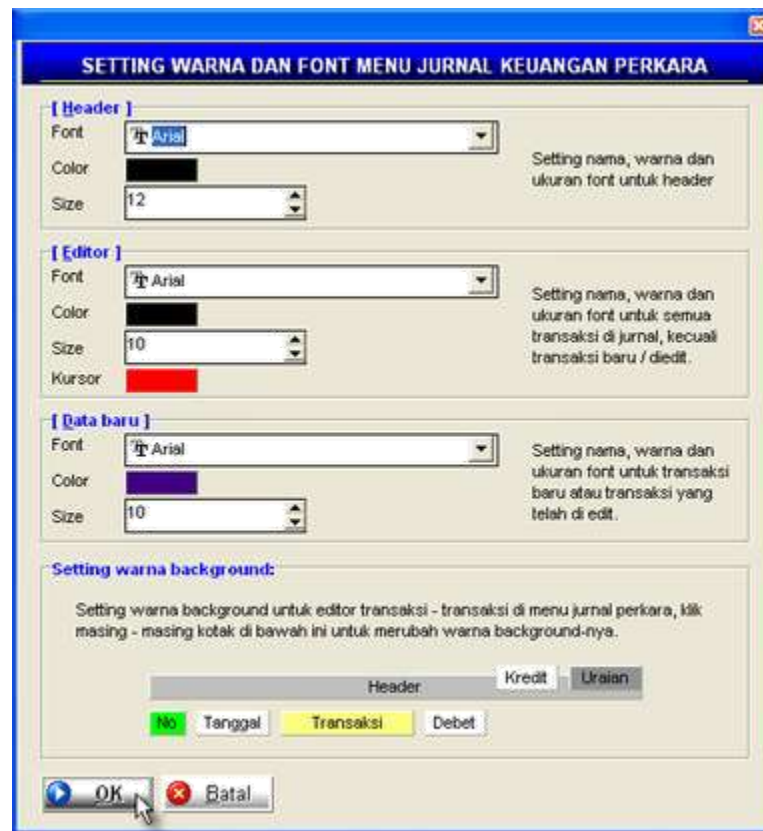 SETTING WARNA DAN FONT MENU JURNAL KEUANGAN PERKARA
[ Header ]
Font
Arial
Color
Size
12
Setting nama, warna dan
ukuran font untuk header
[ Editor ]
Font
Arial
Color
Size
10
Kursor
Setting nama, warna dan
ukuran font untuk semua
transaksi di jurnal, kecuali
transaksi baru / diedit.
[ Data baru ]
Font
Arial
Color
Size
10
Setting nama, warna dan
ukuran font untuk transaksi
baru atau transaksi yang
telah di edit.
Setting warna background:
Setting warna background untuk editor transaksi - transaksi di menu jurnal perkara, klik
masing - masing kotak di bawah ini untuk merubah warna background-nya.
Header Kredit Uraian
No Tanggal Transaksi Debet
OK Batal